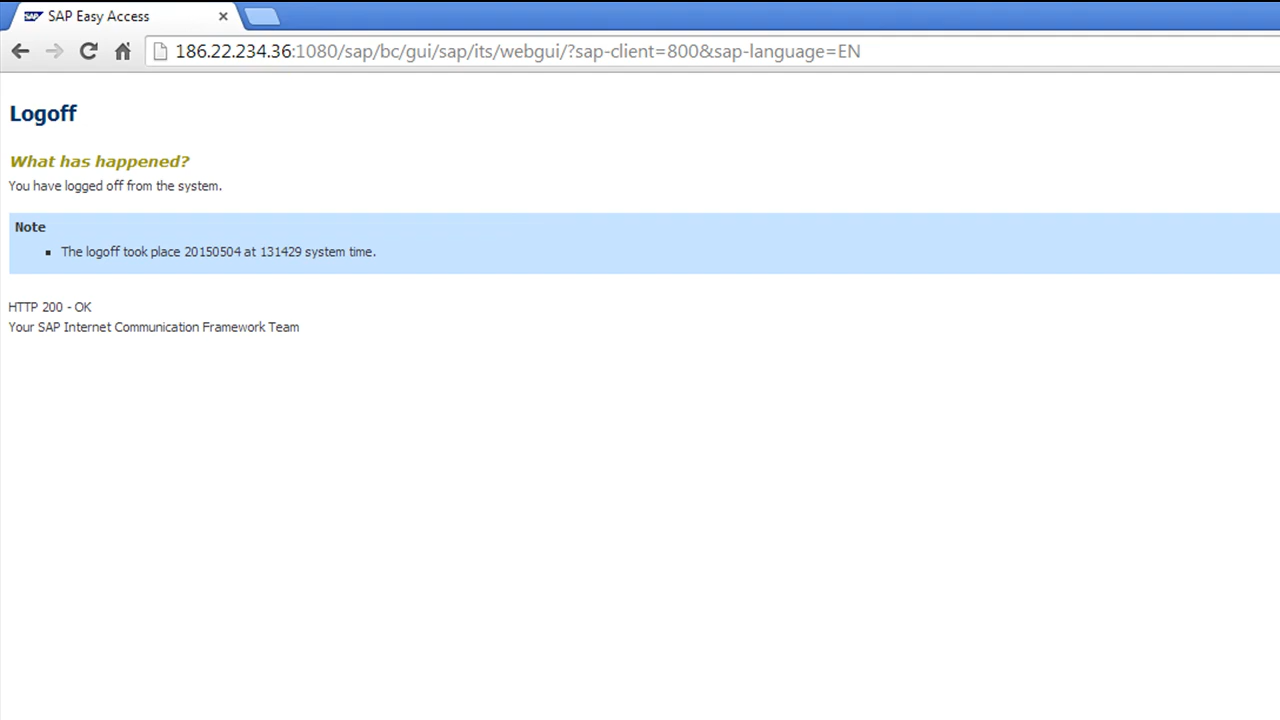 SAP SAP Easy Access
186.22.234.36:1080/sap/bc/gui/sap/its/webgui/?sap-client=800&sap-language=EN
Logoff
What has happened?
You have logged off from the system.
Note
The logoff took place 20150504 at 131429 system time.
HTTP 200 - OK
Your SAP Internet Communication Framework Team